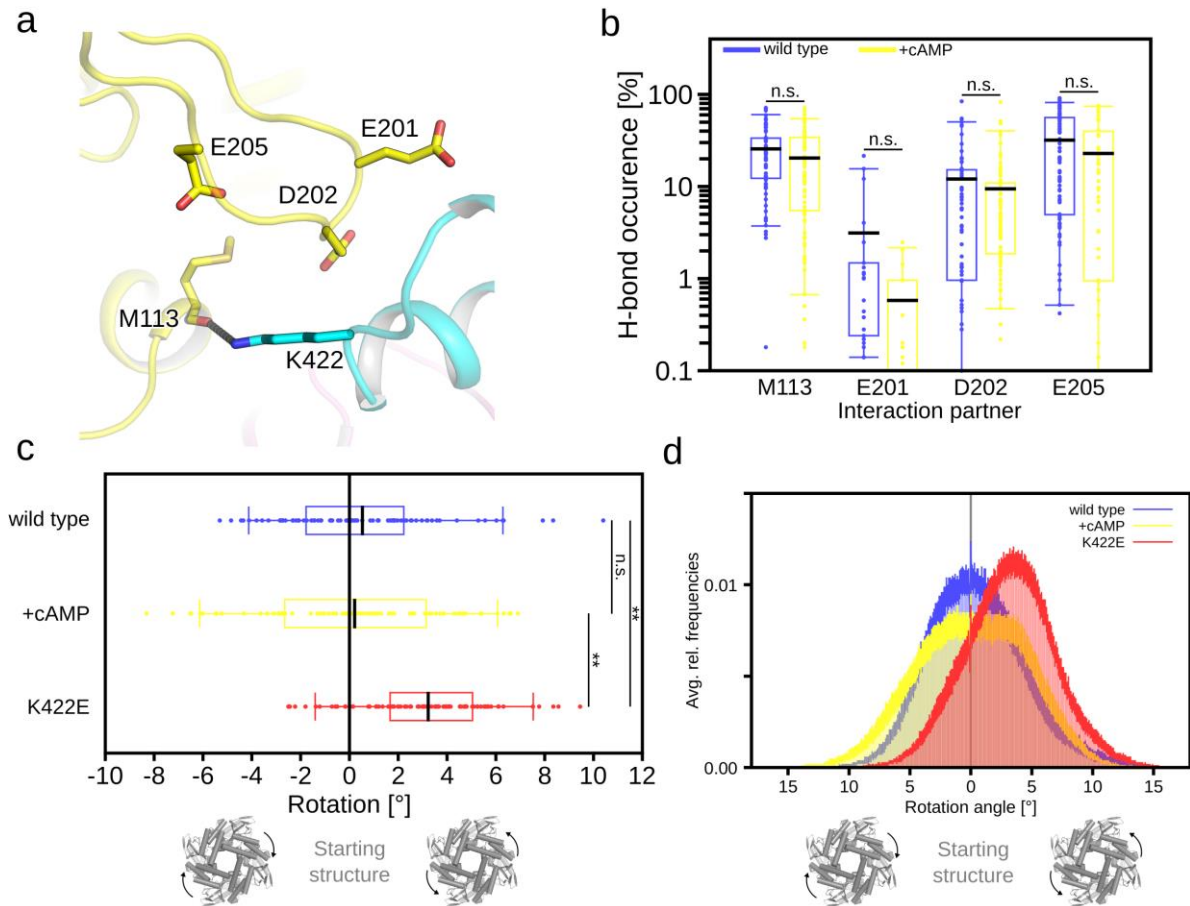 a
E205
E201
D202
M113
K422
b
wild type
+cAMP
H-bond occurence [%]
100
10
1
0.1
n.s.
n.s.
n.s.
n.s.
M113
E201
D202
E205
Interaction partner
c
wild type
+cAMP
K422E
n.s.
**
**
-10
-8
-6
-4
-2
0
2
4
6
8
10
12
Rotation [°]
Starting
structure
d
wild type
+cAMP
K422E
Avg. rel. frequencies
0.01
0.00
15
10
5
0
5
10
15
Rotation angle [°]
Starting
structure